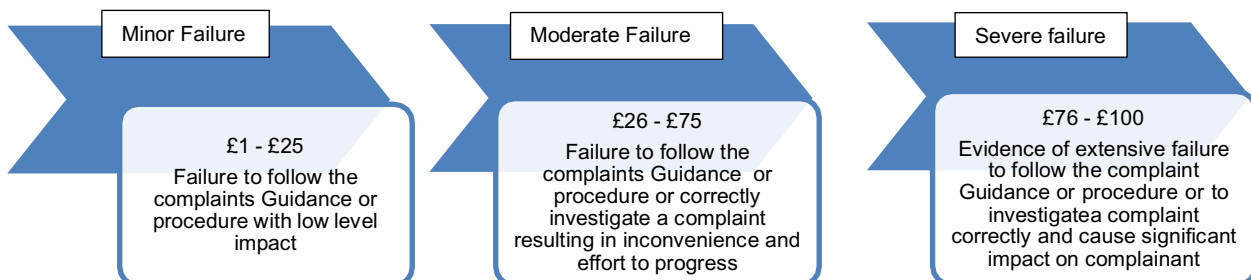 Minor Failure
£1 - £25
Failure to follow the
complaints Guidance or
procedure with low level
impact
Moderate Failure
£26 - £75
Failure to follow the
complaints Guidance or
procedure or correctly
investigate a complaint
resulting in inconvenience and
effort to progress
Severe failure
£76 - £100
Evidence of extensive failure
to follow the complaint
Guidance or procedure or to
investigatea complaint
correctly and cause significant
impact on complainant